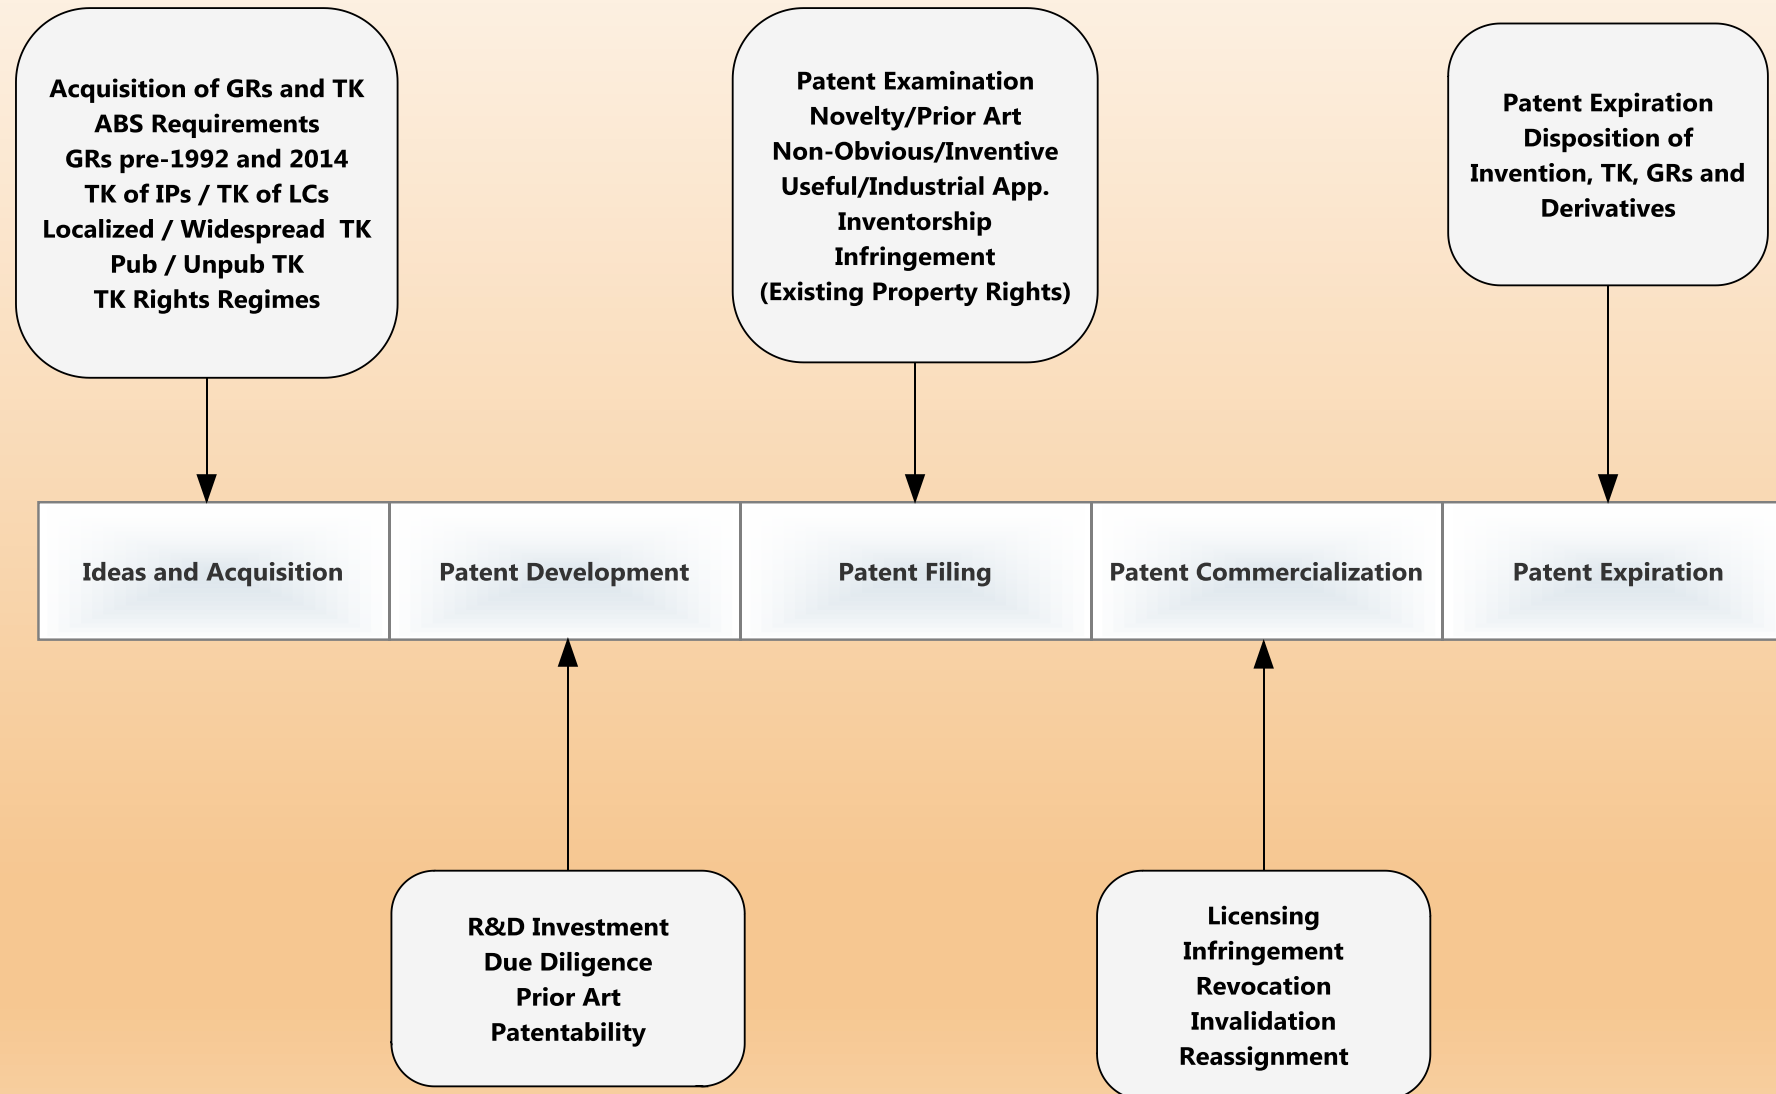 Acquisition of GRs and TK
ABS Requirements
GRs pre-1992 and 2014
TK of IPs / TK of LCs
Localized / Widespread  TK
Pub / Unpub TK
TK Rights Regimes
Patent Examination
Novelty/Prior Art
Non-Obvious/Inventive
Useful/Industrial App.
Inventorship
Infringement
(Existing Property Rights)
Patent Expiration
Disposition of
Invention, TK, GRs and
Derivatives
Ideas and Acquisition
Patent Development
Patent Filing
Patent Commercialization
Patent Expiration
R&D Investment
Due Diligence
Prior Art
Patentability
Licensing
Infringement
Revocation
Invalidation
Reassignment